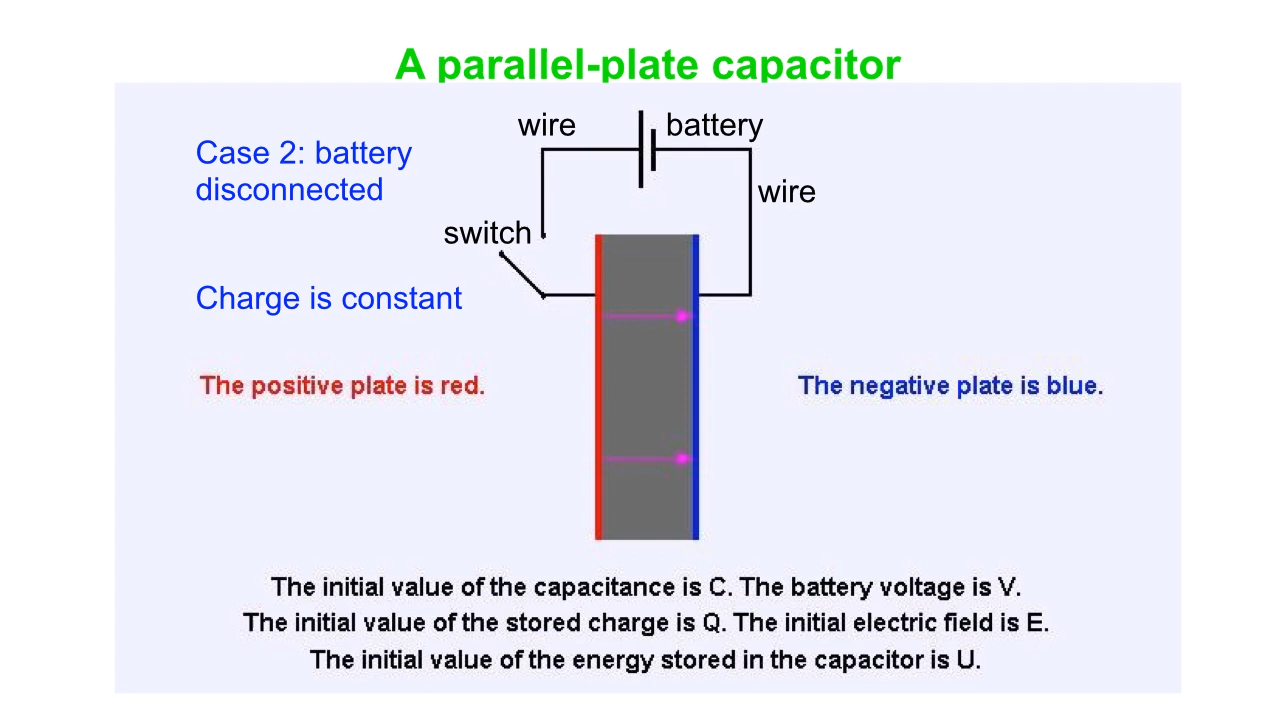 A parallel-plate capacitor
wire
battery
Case 2: battery
disconnected
wire
switch
Charge is constant
The positive plate is red.
The negative plate is blue.
The initial value of the capacitance is C. The battery voltage is V.
The initial value of the stored charge is Q. The initial electric field is E.
The initial value of the energy stored in the capacitor is U.